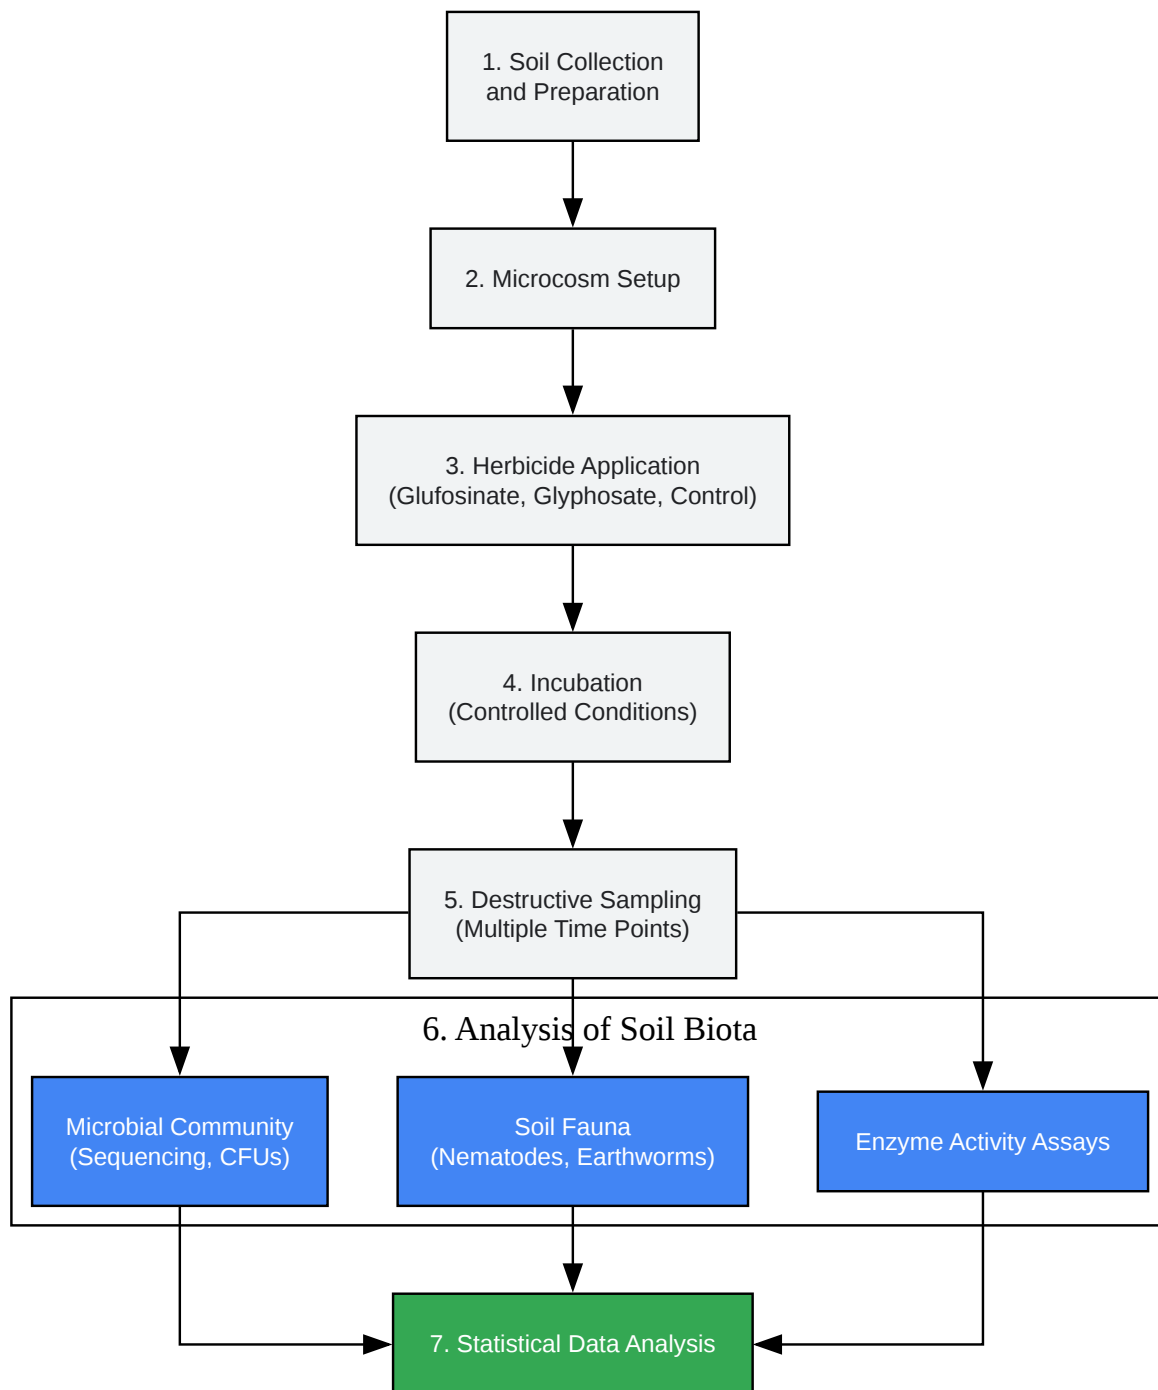 1. Soil Collection
and Preparation
2. Microcosm Setup
3. Herbicide Application
(Glufosinate, Glyphosate, Control)
4. Incubation
(Controlled Conditions)
5. Destructive Sampling
(Multiple Time Points)
6. Analysis of Soil Biota
Microbial Community
(Sequencing, CFUs)
Soil Fauna
(Nematodes, Earthworms)
Enzyme Activity Assays
7. Statistical Data Analysis